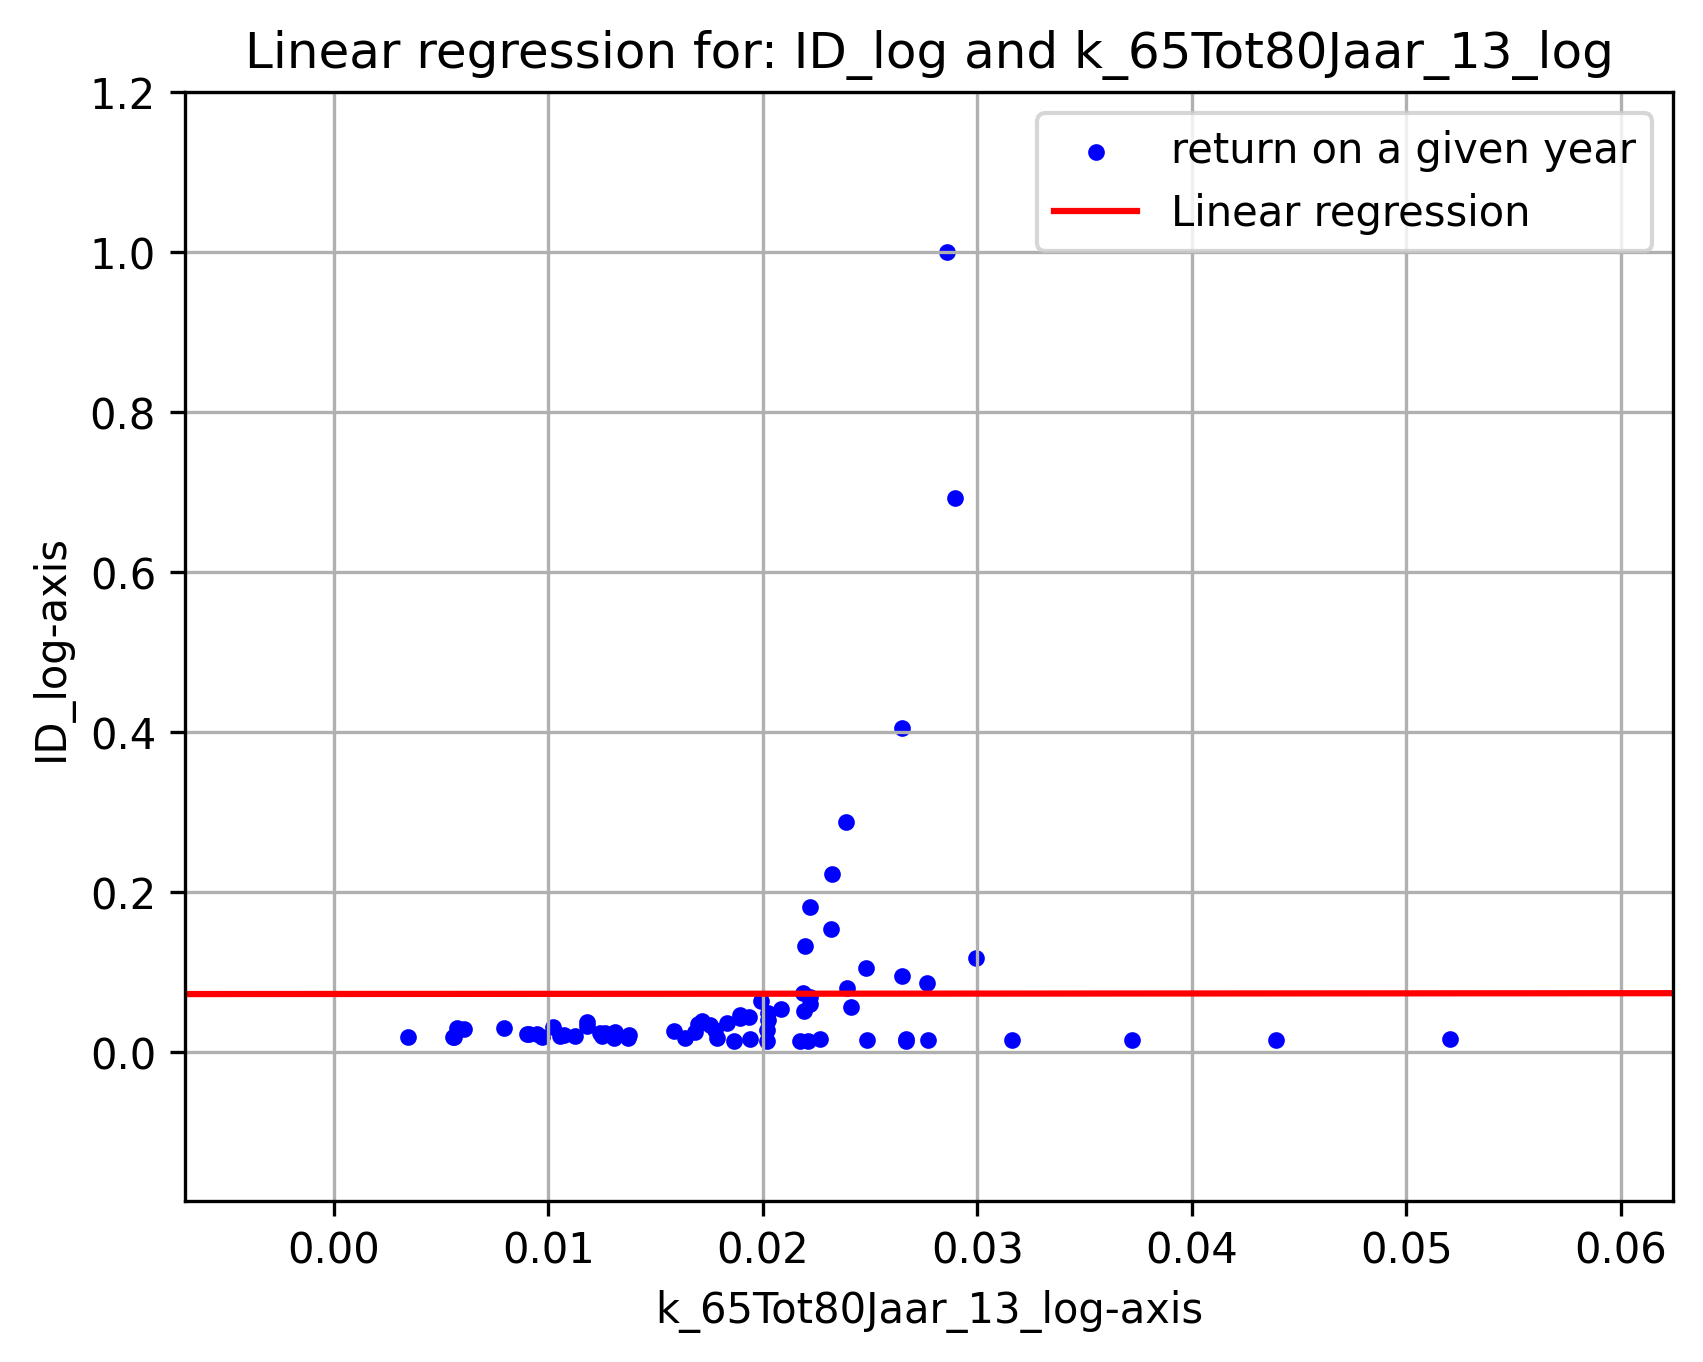 Linear regression for: ID_log and k_65Tot80Jaar_13_log
return on a given year
Linear regression
1.2
1.0
0.8
0.6
0.4
0.2
0.0
ID_log-axis
0.00 0.01 0.02 0.03 0.04 0.05 0.06
k_65Tot80Jaar_13_log-axis